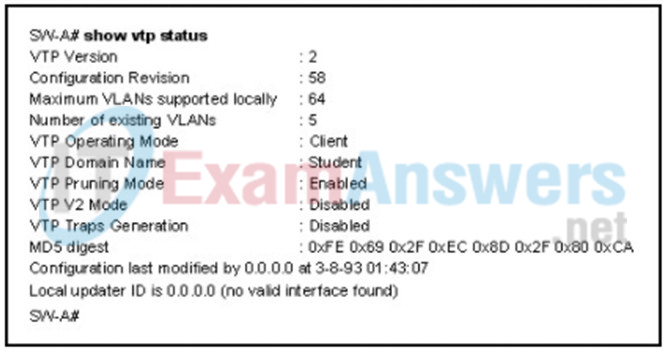 SW-A# show vtp status
VTP Version : 2
Configuration Revision : 58
Maximum VLANs supported locally : 64
Number of existing VLANs : 5
VTP Operating Mode : Client
VTP Domain Name : Student
VTP Pruning Mode : Enabled
VTP V2 Mode : Disabled
VTP Traps Generation : Disabled
MD5 digest : 0xFE 0x69 0x2F 0xEC 0x8D 0x2F 0x80 0xCA
Configuration last modified by 0.0.0.0 at 3-8-93 01:43:07
Local updater ID is 0.0.0.0 (no valid interface found)
SW-A#
ITExamAnswers
.net